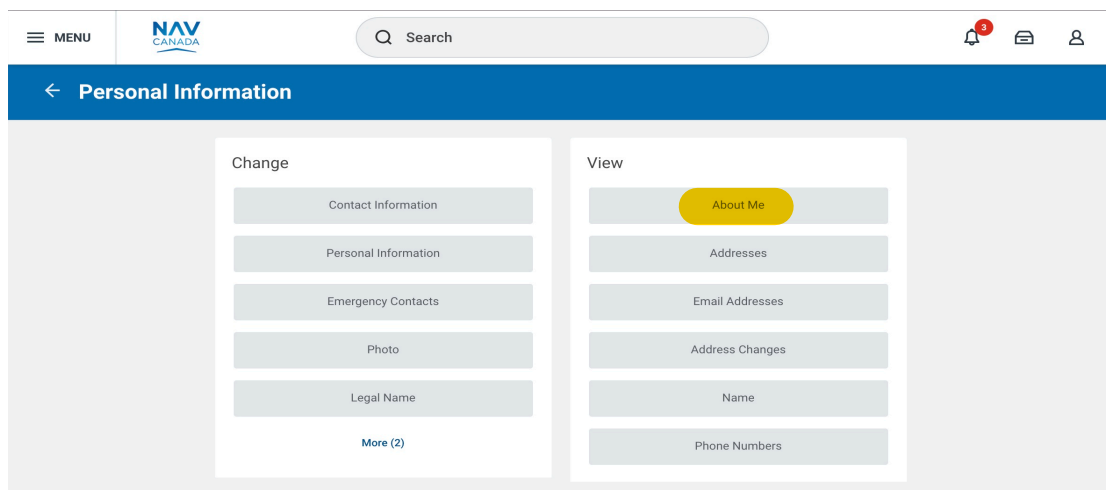 MENU
NAV
CANADA
Search
3
Personal Information
Change
Contact Information
Personal Information
Emergency Contacts
Photo
Legal Name
More (2)
View
About Me
Addresses
Email Addresses
Address Changes
Name
Phone Numbers